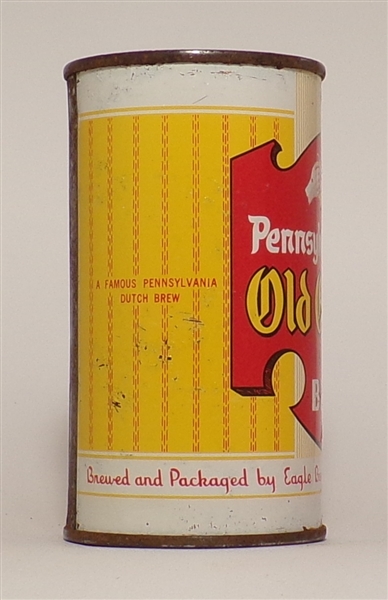 Pennsy
Old
A FAMOUS PENNSYLVANIA
DUTCH BREW
B
Brewed and Packaged by Eagle